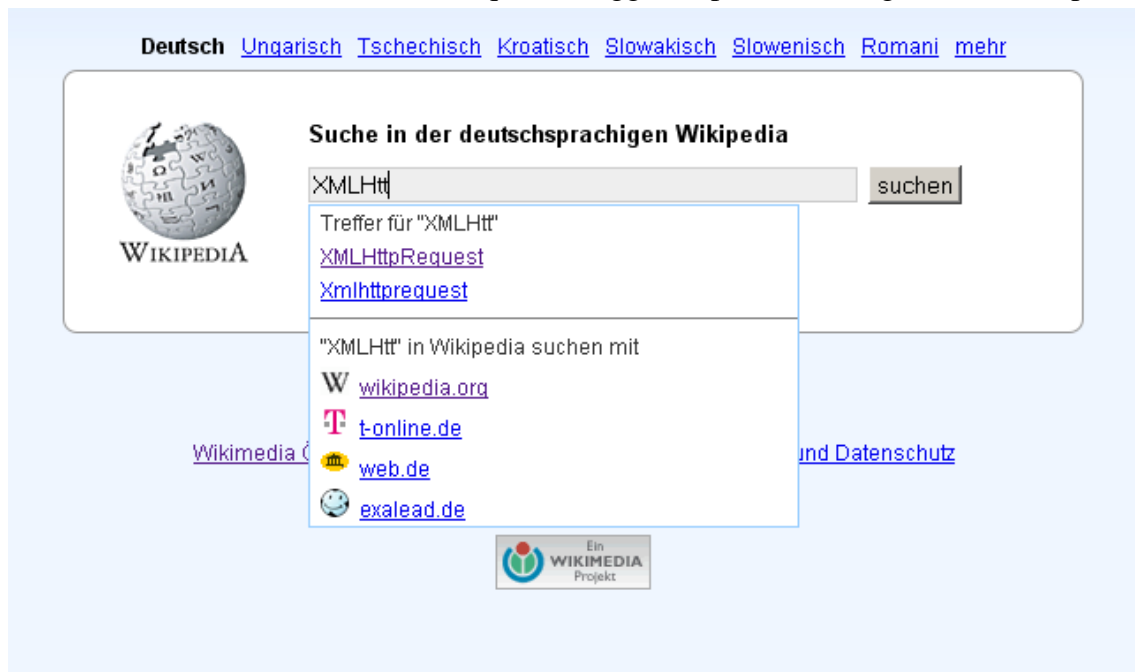 Deutsch Ungarisch Tschechisch Kroatisch Slowakisch Slowenisch Romani mehr
Suche in der deutschsprachigen Wikipedia
XMLHtt suchen
WIKIPEDIA
Treffer für "XMLHtt"
XMLHttpRequest
Xmlhttprequest
"XMLHtt" in Wikipedia suchen mit
W wikipedia.org
T t-online.de
web.de
exalead.de
Wikimedia und Datenschutz
Ein
WIKIMEDIA
Projekt